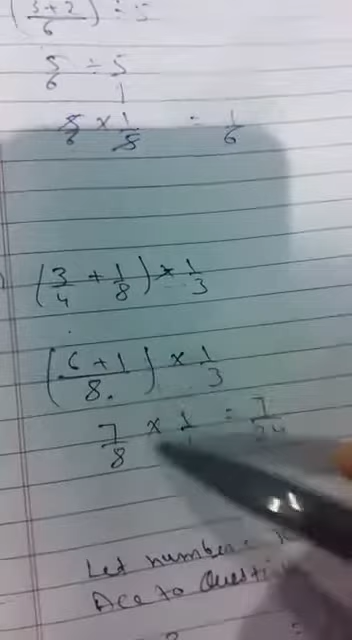 (3+2/6) ÷ 5
5/6 ÷ 5/1
5/6 × 1/5 = 1/6
(3/4 + 1/8) × 1/3
(6+1/8) × 1/3
7/8 × 1/ = 7/24
Let number =
Acc to Questi